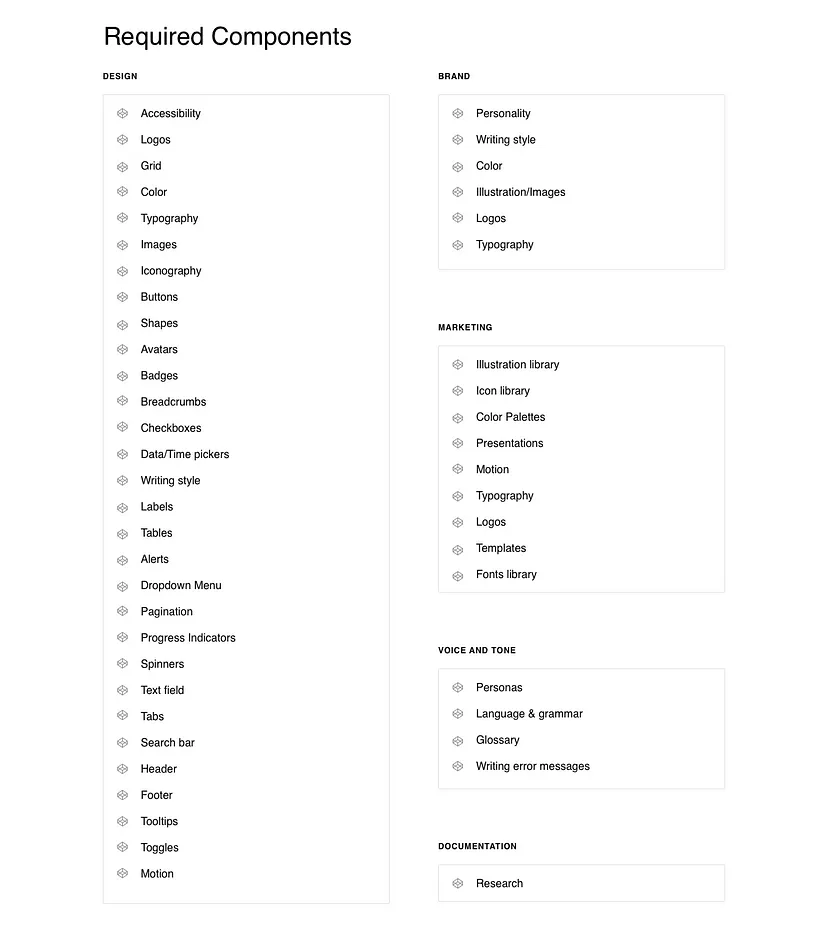 Required Components
DESIGN
Accessibility
Logos
Grid
Color
Typography
Images
Iconography
Buttons
Shapes
Avatars
Badges
Breadcrumbs
Checkboxes
Data/Time pickers
Writing style
Labels
Tables
Alerts
Dropdown Menu
Pagination
Progress Indicators
Spinners
Text field
Tabs
Search bar
Header
Footer
Tooltips
Toggles
Motion
BRAND
Personality
Writing style
Color
Illustration/Images
Logos
Typography
MARKETING
Illustration library
Icon library
Color Palettes
Presentations
Motion
Typography
Logos
Templates
Fonts library
VOICE AND TONE
Personas
Language & grammar
Glossary
Writing error messages
DOCUMENTATION
Research